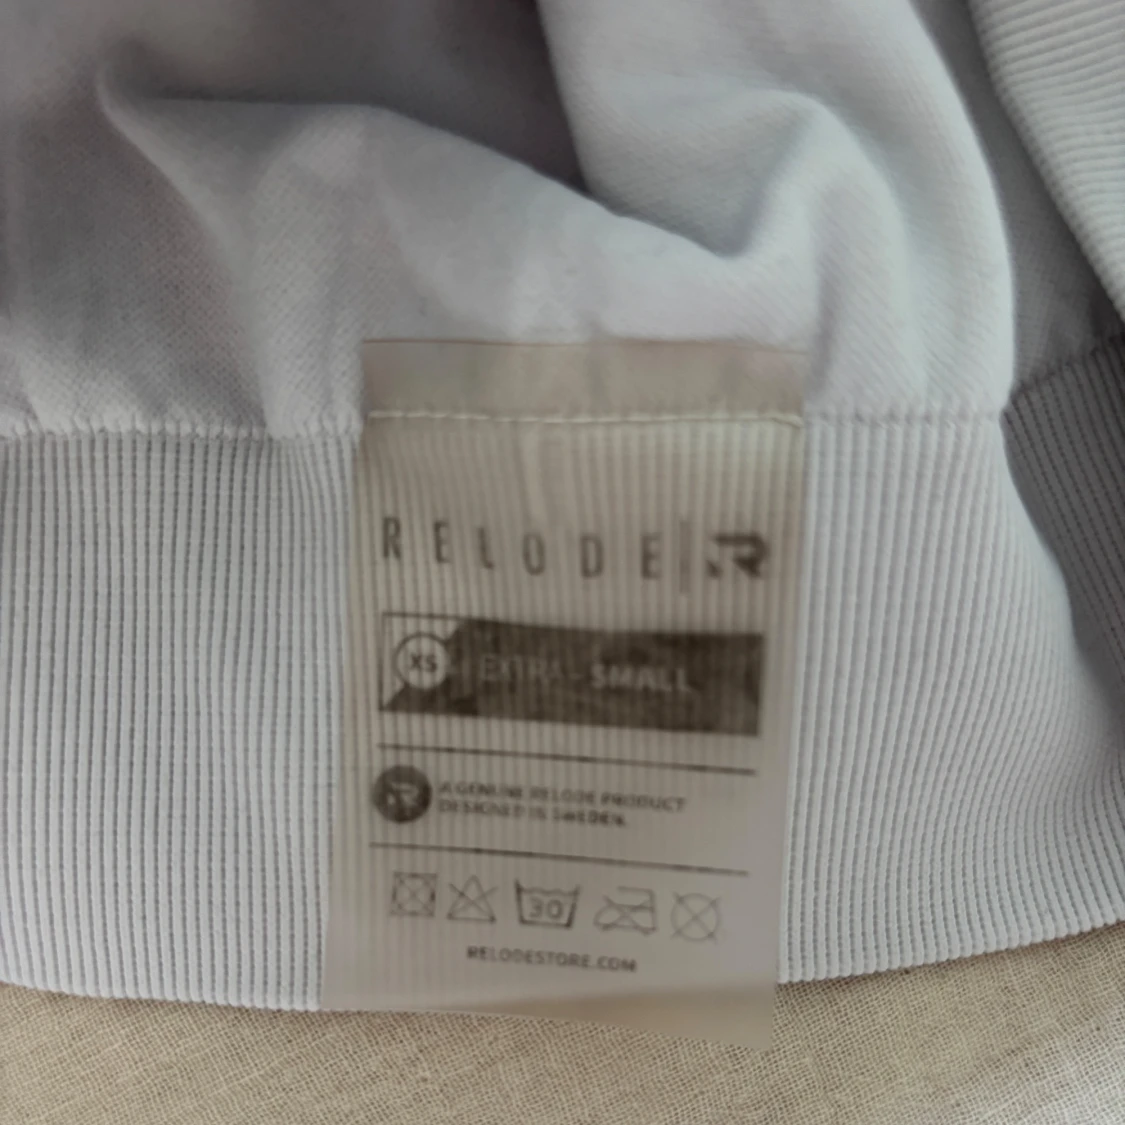 RELODE
XS EXTRA-SMALL
A GENUINE RELODE PRODUCT
DESIGNED IN SWEDEN.
30
RELODESTORE.COM